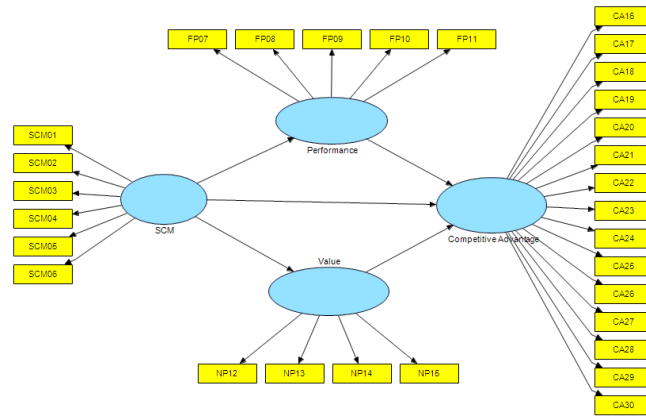 FP07
FP08
FP09
FP10
FP11
Performance
SCM01
SCM02
SCM03
SCM04
SCM05
SCM06
SCM
Value
NP12
NP13
NP14
NP15
Competitive Advantage
CA16
CA17
CA18
CA19
CA20
CA21
CA22
CA23
CA24
CA25
CA26
CA27
CA28
CA29
CA30